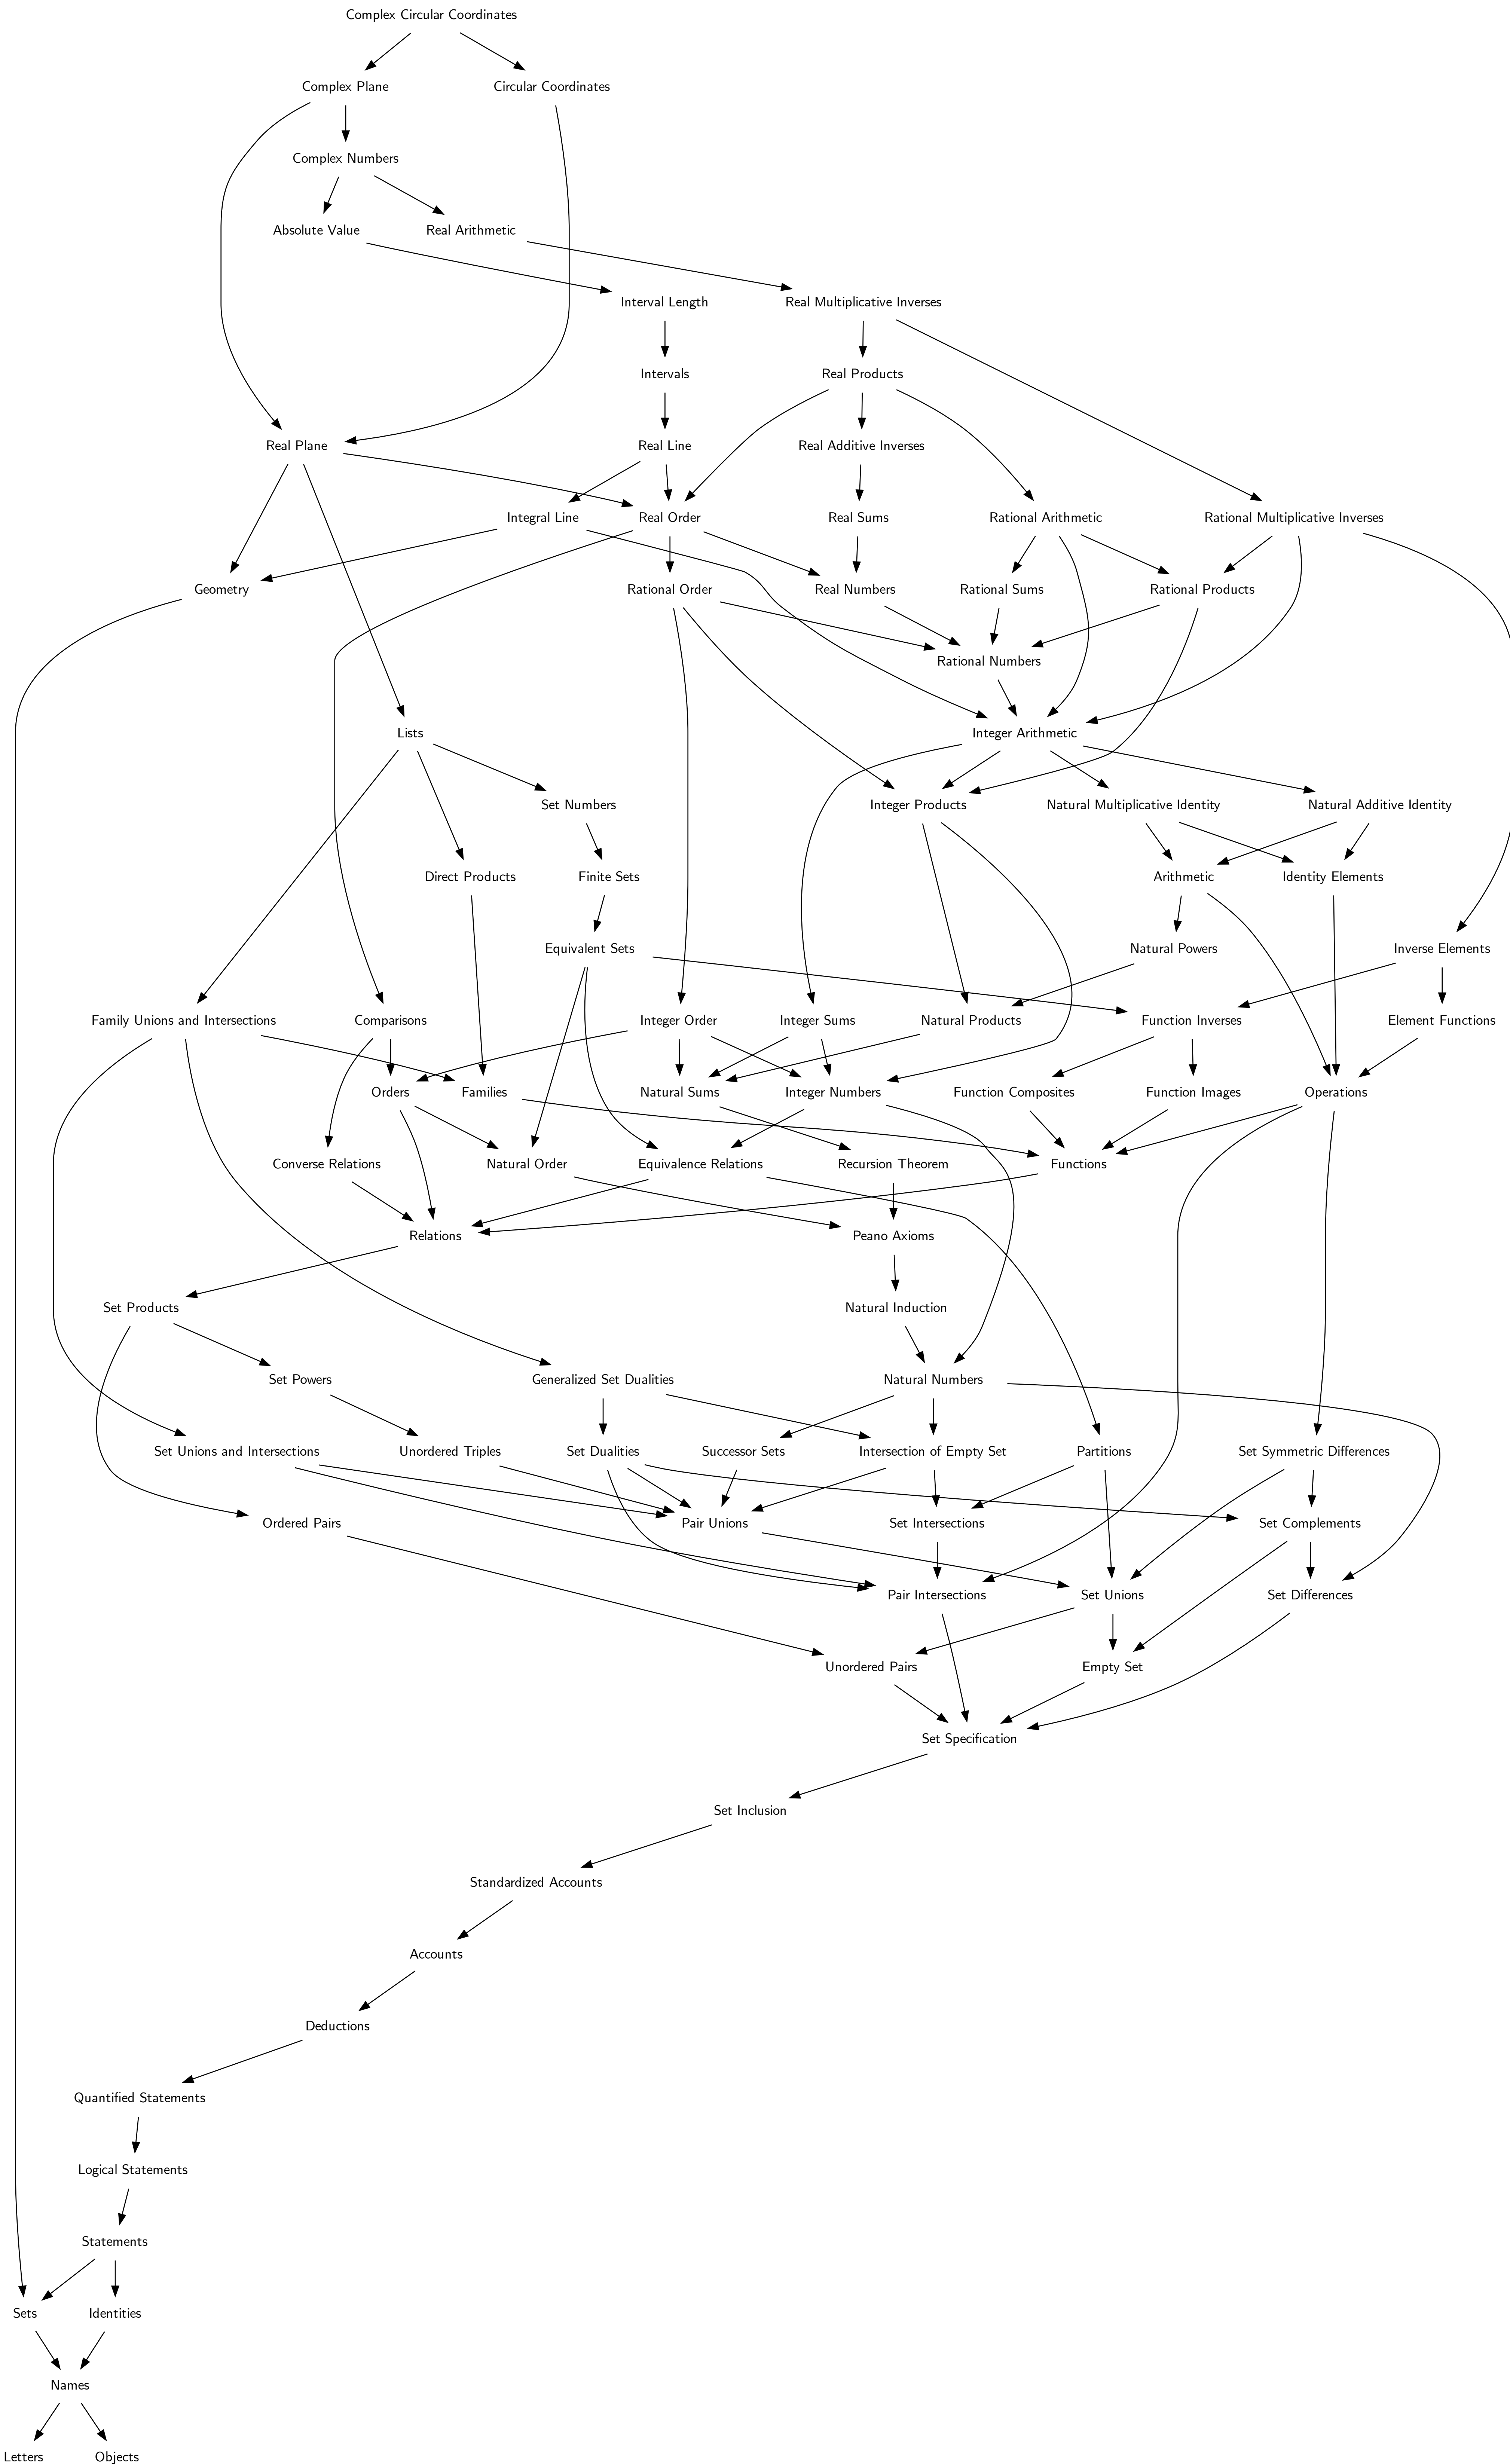 Complex Circular Coordinates
Complex Plane
Circular Coordinates
Complex Numbers
Absolute Value
Real Arithmetic
Interval Length
Real Multiplicative Inverses
Intervals
Real Products
Real Plane
Real Line
Real Additive Inverses
Integral Line
Real Order
Real Sums
Rational Arithmetic
Rational Multiplicative Inverses
Geometry
Rational Order
Real Numbers
Rational Sums
Rational Products
Rational Numbers
Lists
Integer Arithmetic
Set Numbers
Integer Products
Natural Multiplicative Identity
Natural Additive Identity
Direct Products
Finite Sets
Arithmetic
Identity Elements
Equivalent Sets
Natural Powers
Inverse Elements
Family Unions and Intersections
Comparisons
Integer Order
Integer Sums
Natural Products
Function Inverses
Element Functions
Orders
Families
Natural Sums
Integer Numbers
Function Composites
Function Images
Operations
Converse Relations
Natural Order
Equivalence Relations
Recursion Theorem
Functions
Relations
Peano Axioms
Set Products
Natural Induction
Set Powers
Generalized Set Dualities
Natural Numbers
Set Unions and Intersections
Unordered Triples
Set Dualities
Successor Sets
Intersection of Empty Set
Partitions
Set Symmetric Differences
Ordered Pairs
Pair Unions
Set Intersections
Set Complements
Pair Intersections
Set Unions
Set Differences
Unordered Pairs
Empty Set
Set Specification
Set Inclusion
Standardized Accounts
Accounts
Deductions
Quantified Statements
Logical Statements
Statements
Sets
Identities
Names
Letters
Objects